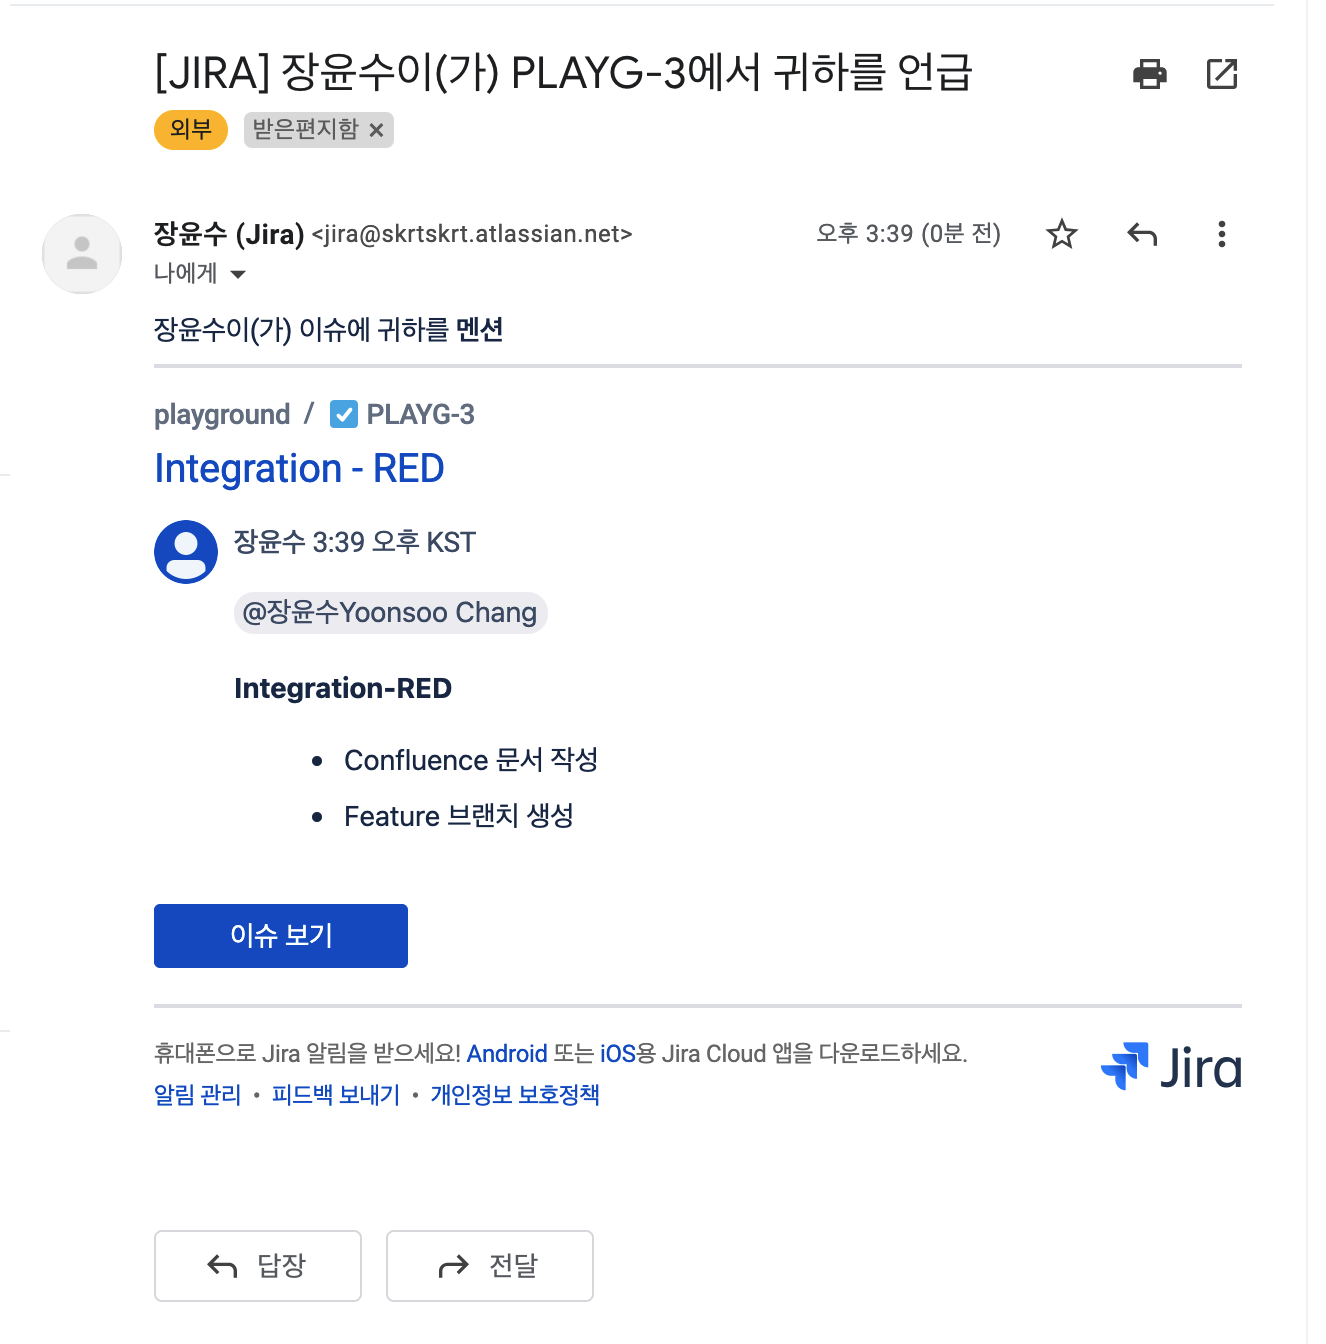 [JIRA] 장윤수이(가) PLAYG-3에서 귀하를 언급
외부 받은편지함 ×
장윤수 (Jira) <jira@skrtskrt.atlassian.net> 오후 3:39 (0분 전)
나에게
장윤수이(가) 이슈에 귀하를 멘션
playground / PLAYG-3
Integration - RED
장윤수 3:39 오후 KST
@장윤수Yoonsoo Chang
Integration-RED
• Confluence 문서 작성
• Feature 브랜치 생성
이슈 보기
휴대폰으로 Jira 알림을 받으세요! Android 또는 iOS용 Jira Cloud 앱을 다운로드하세요.
알림 관리 • 피드백 보내기 • 개인정보 보호정책
Jira
답장 전달